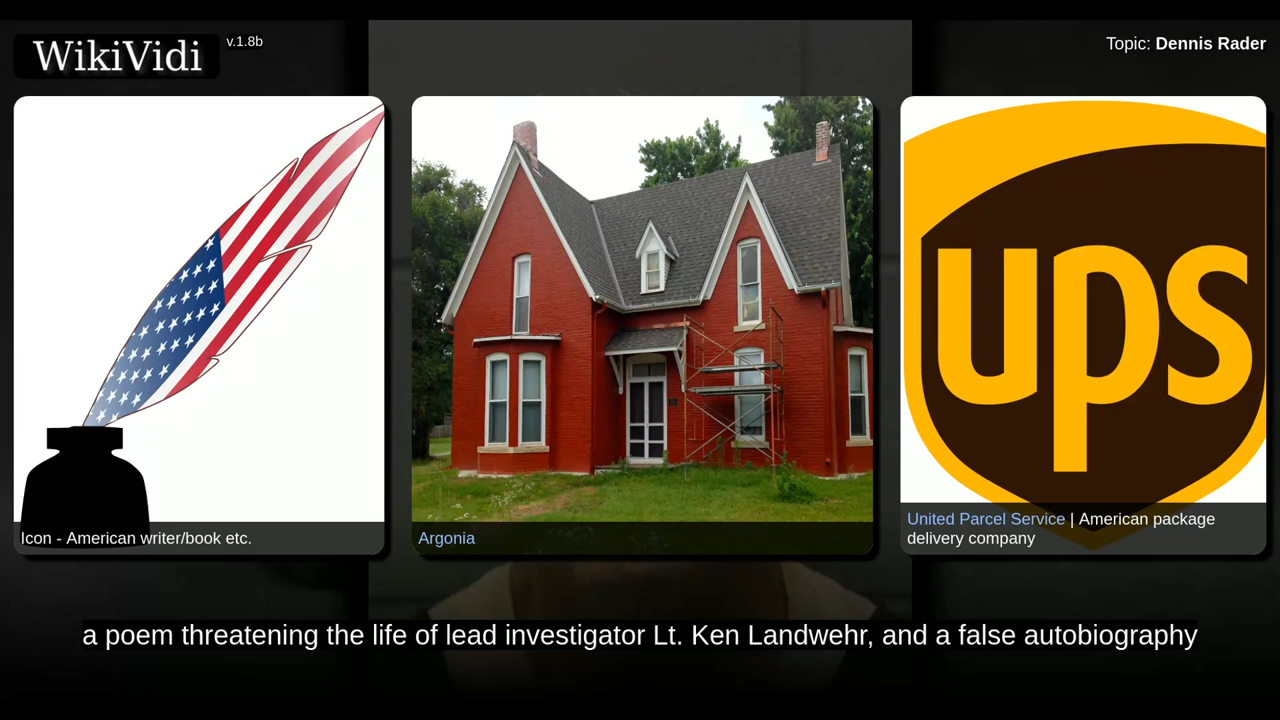 WikiVidi
v.1.8b
Topic: Dennis Rader
ups
Icon - American writer/book etc.
Argonia
United Parcel Service | American package
delivery company
a poem threatening the life of lead investigator Lt. Ken Landwehr, and a false autobiography